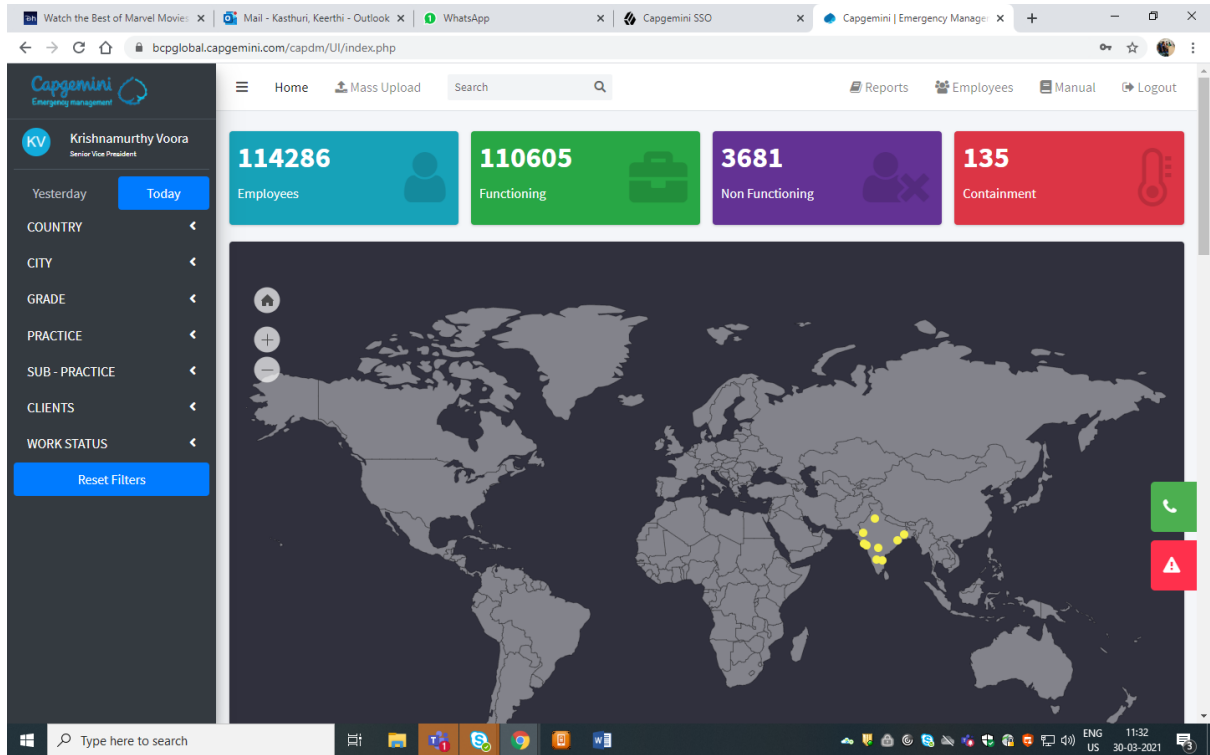 Watch the Best of Marvel Movies
Mail - Kasthuri, Keerthi - Outlook
WhatsApp
Capgemini SSO
Capgemini | Emergency Manage
bcpglobal.capgemini.com/capdm/UI/index.php
Capgemini
Emergency management
Home Mass Upload Search Reports Employees Manual Logout
KV Krishnamurthy Voora
Senior Vice President
Yesterday Today
COUNTRY
CITY
GRADE
PRACTICE
SUB - PRACTICE
CLIENTS
WORK STATUS
Reset Filters
114286
Employees
110605
Functioning
3681
Non Functioning
135
Containment
Type here to search
ENG
US
11:32
30-03-2021